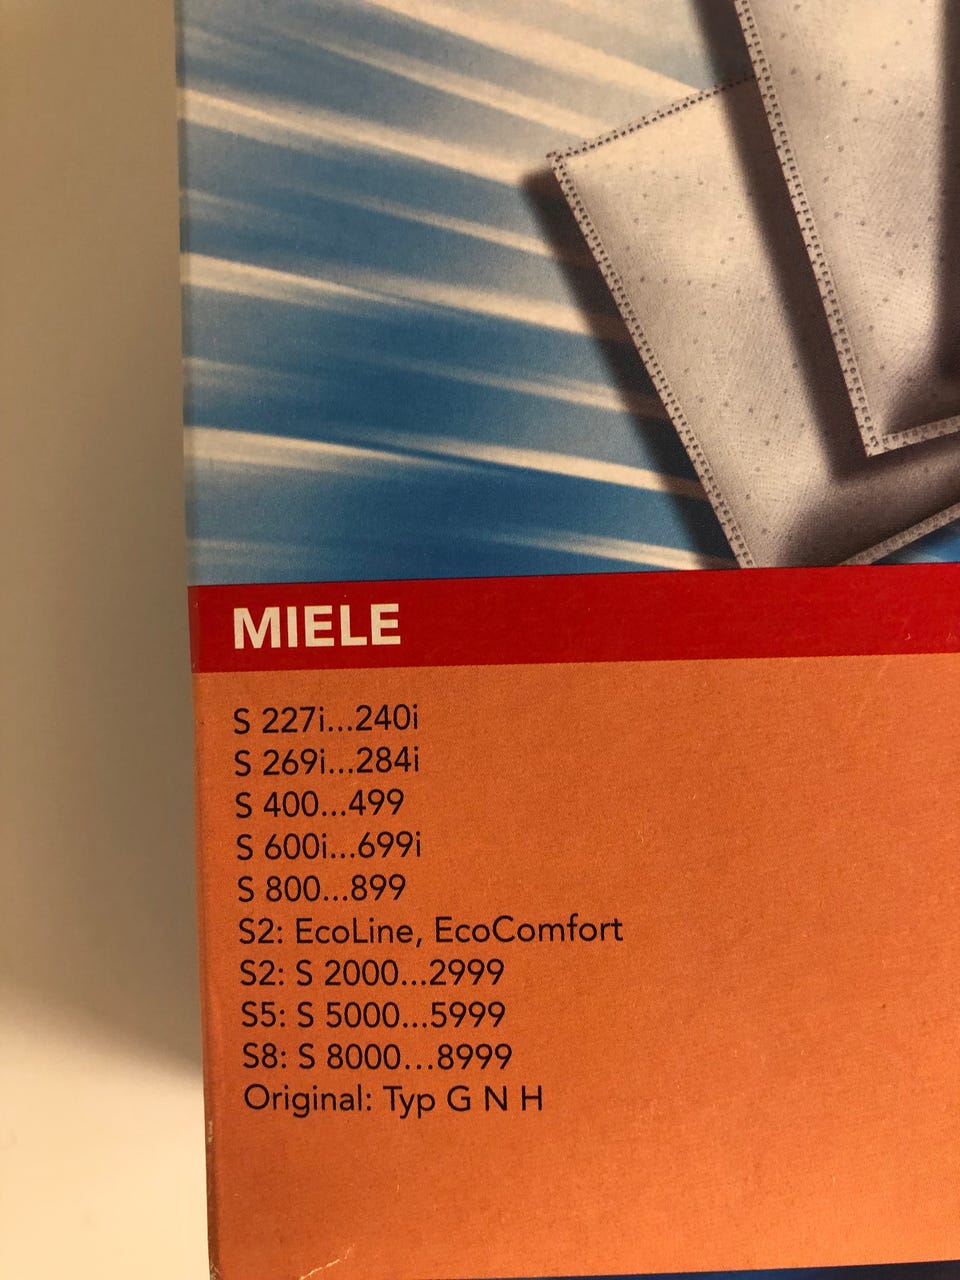 MIELE
S 227i...240i
S 269i...284i
S 400...499
S 600i...699i
S 800...899
S2: EcoLine, EcoComfort
S2: S 2000...2999
S5: S 5000...5999
S8: S 8000...8999
Original: Typ G N H